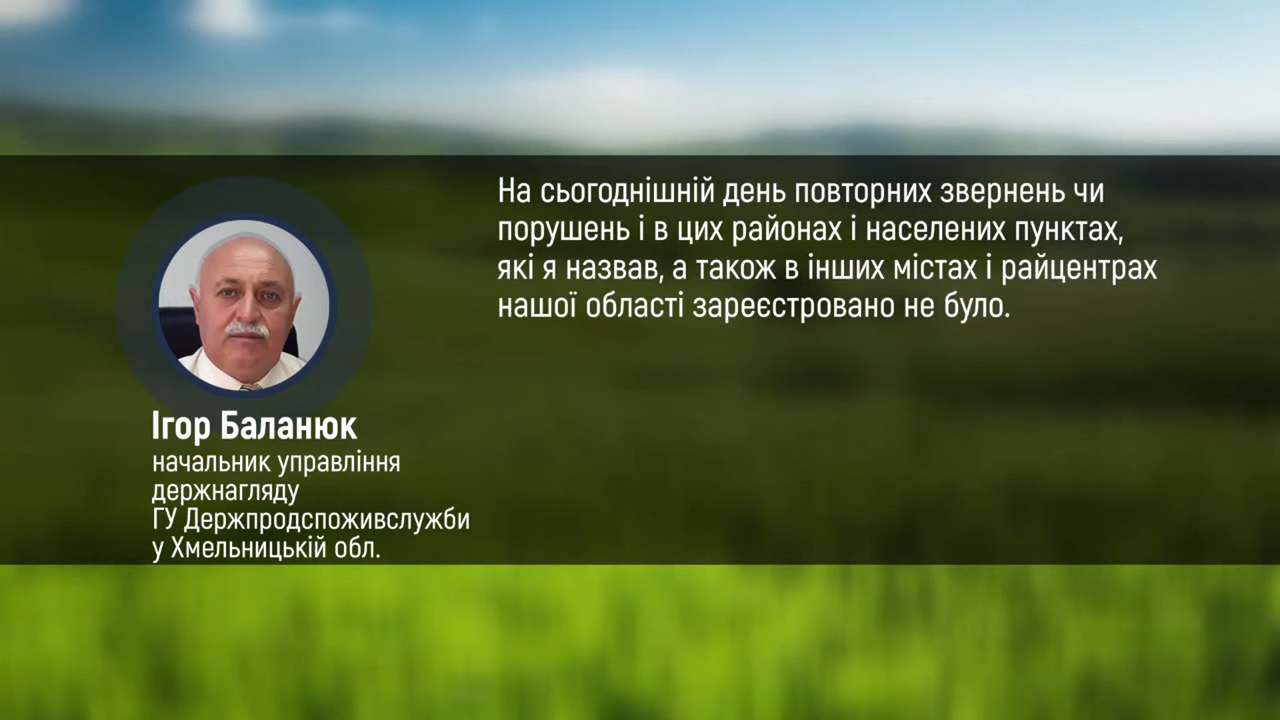 На сьогоднішній день повторних звернень чи
порушень і в цих районах і населених пунктах,
які я назвав, а також в інших містах і райцентрах
нашої області зареєстровано не було.
Ігор Баланюк
начальник управління
держнагляду
ГУ Держпродспоживслужби
у Хмельницькій обл.